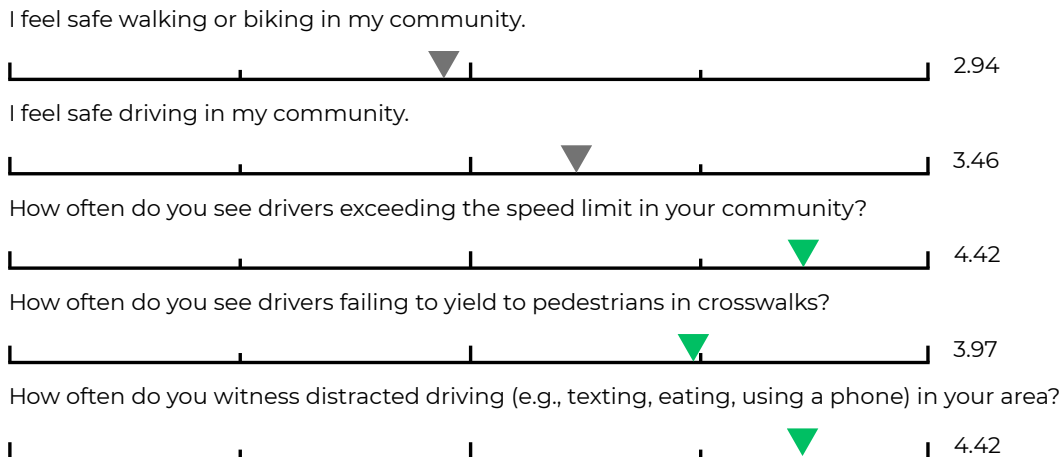 I feel safe walking or biking in my community.
2.94
I feel safe driving in my community.
3.46
How often do you see drivers exceeding the speed limit in your community?
4.42
How often do you see drivers failing to yield to pedestrians in crosswalks?
3.97
How often do you witness distracted driving (e.g., texting, eating, using a phone) in your area?
4.42